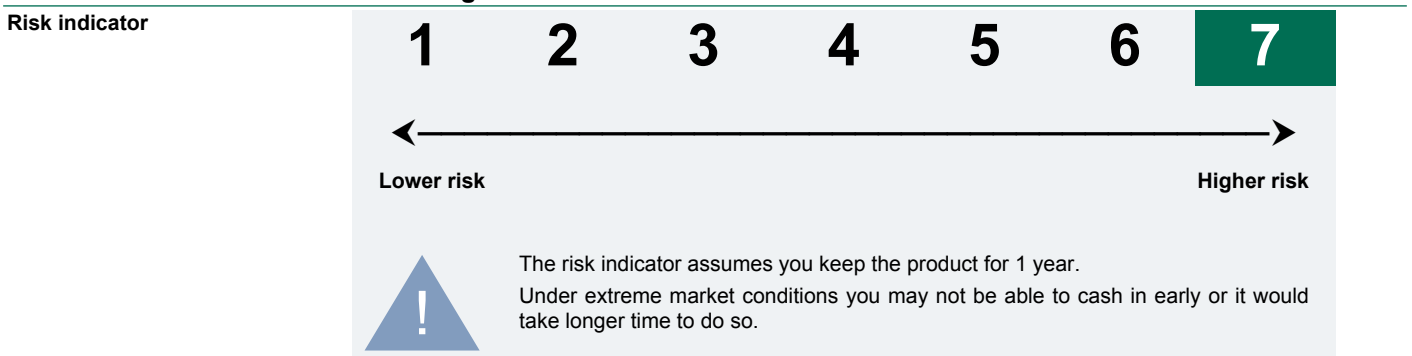 Risk indicator
1 2 3 4 5 6 7
Lower risk Higher risk
!
The risk indicator assumes you keep the product for 1 year.
Under extreme market conditions you may not be able to cash in early or it would
take longer time to do so.